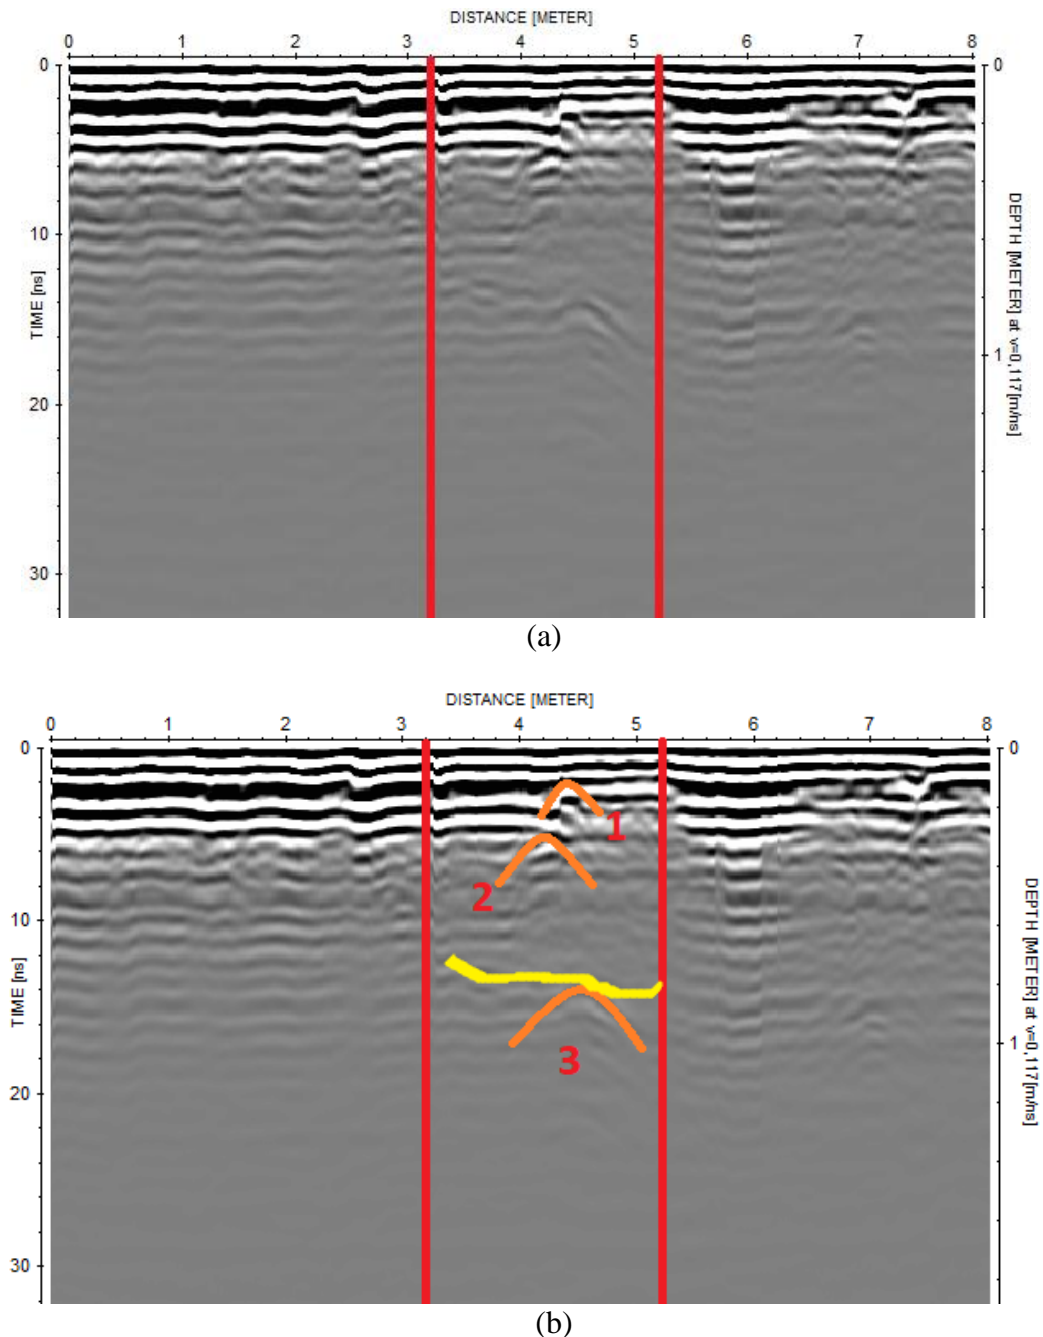 DISTANCE [METER]
0 1 2 3 4 5 6 7 8
0
10
20
30
TIME [ns]
0
1
DEPTH [METER] at v=0,117[m/ns]
(a)
DISTANCE [METER]
0 1 2 3 4 5 6 7 8
0
10
20
30
TIME [ns]
1
2
3
0
1
DEPTH [METER] at v=0,117[m/ns]
(b)